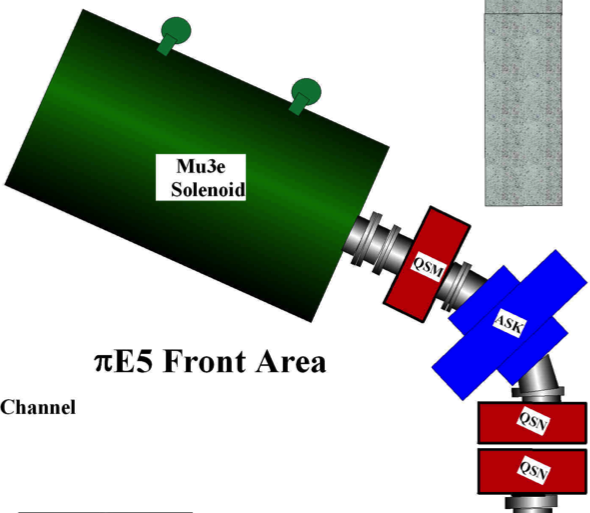 Mu3e
Solenoid
QSM
ASK
πE5 Front Area
Channel
QSN
QSN